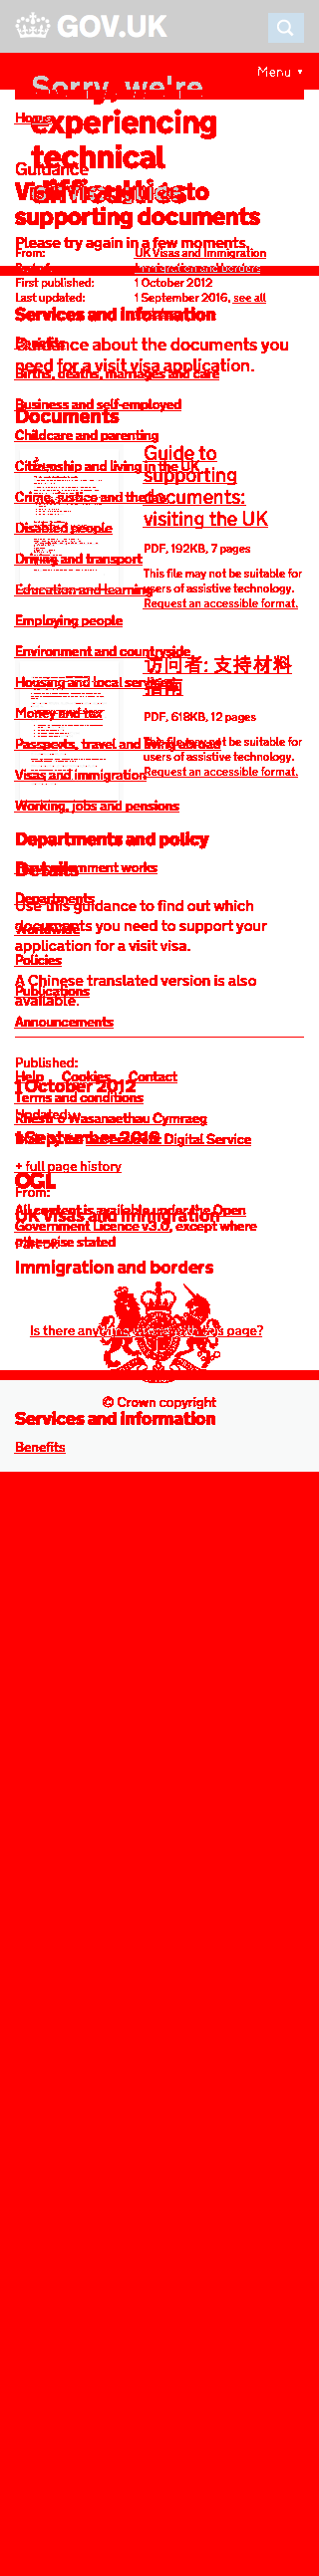 GOV.UK
Menu ▼
Sorry, we're
experiencing
technical
Home
Guidance
Visit visa: guide to
supporting documents
Please try again in a few moments.
From: UK Visas and Immigration
Immigration and borders
First published: 1 October 2012
Last updated: 1 September 2016, see all
Services and information
Guidance about the documents you
need for a visit visa application.
Benefits
Births, deaths, marriages and care
Business and self-employed
Documents
Childcare and parenting
Citizenship and living in the UK
Crime, justice and the law
Disabled people
Driving and transport
Education and learning
Employing people
Environment and countryside
Housing and local services
Money and tax
Passports, travel and living abroad
Visas and immigration
Working, jobs and pensions
Guide to
supporting
documents:
visiting the UK
PDF, 192KB, 7 pages
This file may not be suitable for
users of assistive technology.
Request an accessible format.
访问者: 支持材料
指南
PDF, 618KB, 12 pages
This file may not be suitable for
users of assistive technology.
Request an accessible format.
Departments and policy
Details
How government works
Departments
Use this guidance to find out which
documents you need to support your
application for a visit visa.
Worldwide
Policies
A Chinese translated version is also
available.
Publications
Announcements
Published:
1 October 2012
Help Cookies Contact
Terms and conditions
Updated:
Rhestr o Wasanaethau Cymraeg
1 September 2016
Digital Service
+ full page history
OGL
From:
UK Visas and Immigration
All content is available under the Open
Government Licence v3.0, except where
otherwise stated
Part of:
Immigration and borders
Is there anything wrong with this page?
© Crown copyright
Services and information
Benefits